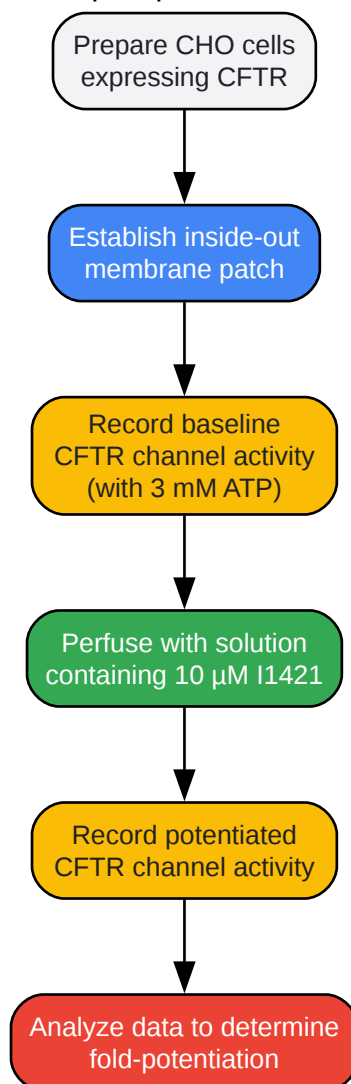 Prepare CHO cells
expressing CFTR
Establish inside-out
membrane patch
Record baseline
CFTR channel activity
(with 3 mM ATP)
Perfuse with solution
containing 10 µM I1421
Record potentiated
CFTR channel activity
Analyze data to determine
fold-potentiation